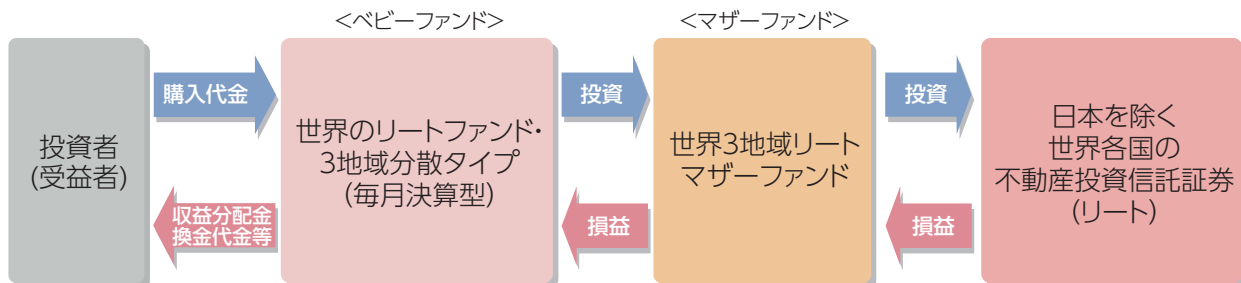 <ベビーファンド>
<マザーファンド>
投資者
(受益者)
購入代金
収益分配金
換金代金等
世界のリートファンド・
3地域分散タイプ
(毎月決算型)
投資
損益
世界3地域リート
マザーファンド
投資
損益
日本を除く
世界各国の
不動産投資信託証券
(リート)